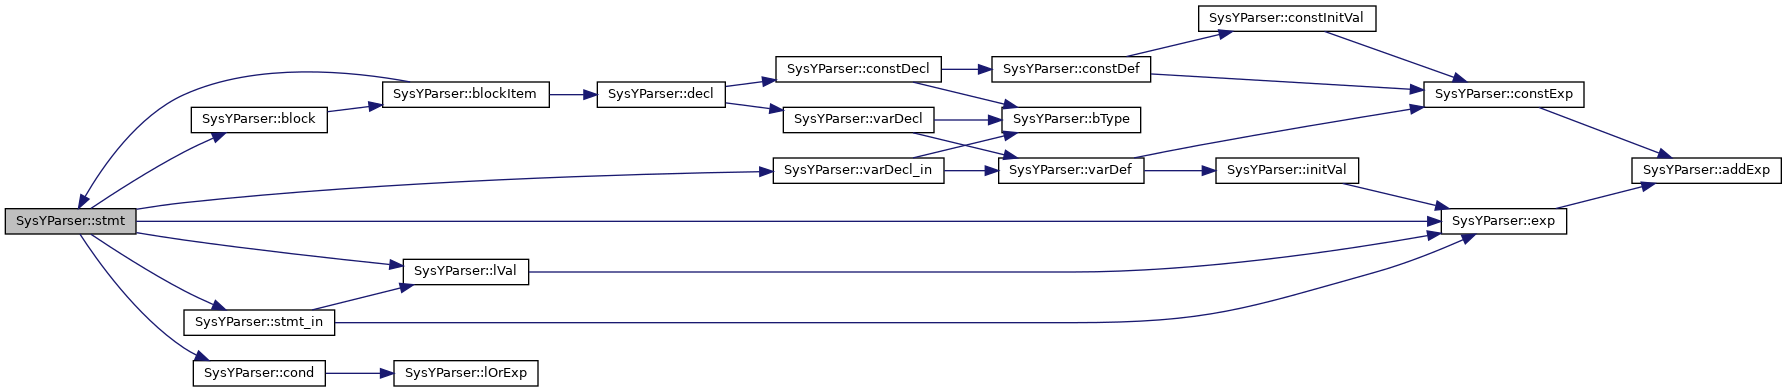 SysYParser::constInitVal
SysYParser::constDecl
SysYParser::constDef
SysYParser::blockItem
SysYParser::decl
SysYParser::constExp
SysYParser::block
SysYParser::varDecl
SysYParser::bType
SysYParser::varDecl_in
SysYParser::varDef
SysYParser::initVal
SysYParser::addExp
SysYParser::stmt
SysYParser::exp
SysYParser::lVal
SysYParser::stmt_in
SysYParser::cond
SysYParser::lOrExp